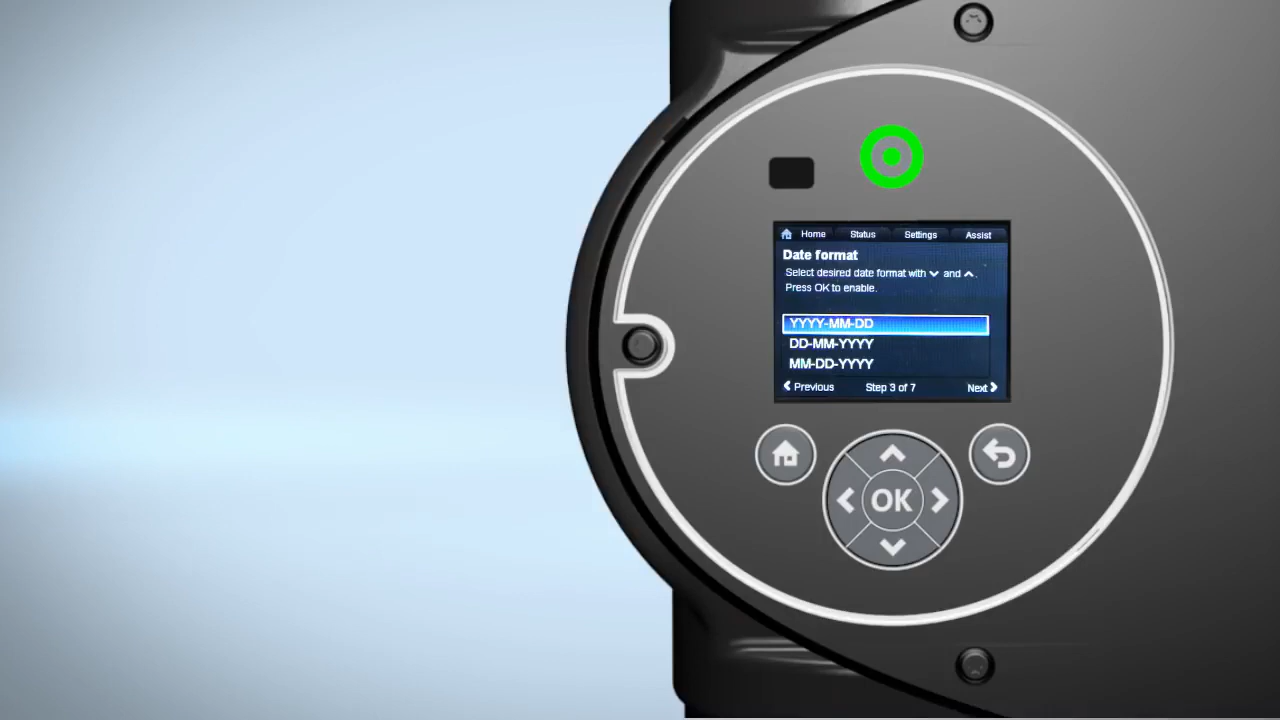 Home Status Settings Assist
Date format
Select desired date format with and .
Press OK to enable.
YYYY-MM-DD
DD-MM-YYYY
MM-DD-YYYY
Previous Step 3 of 7 Next
OK